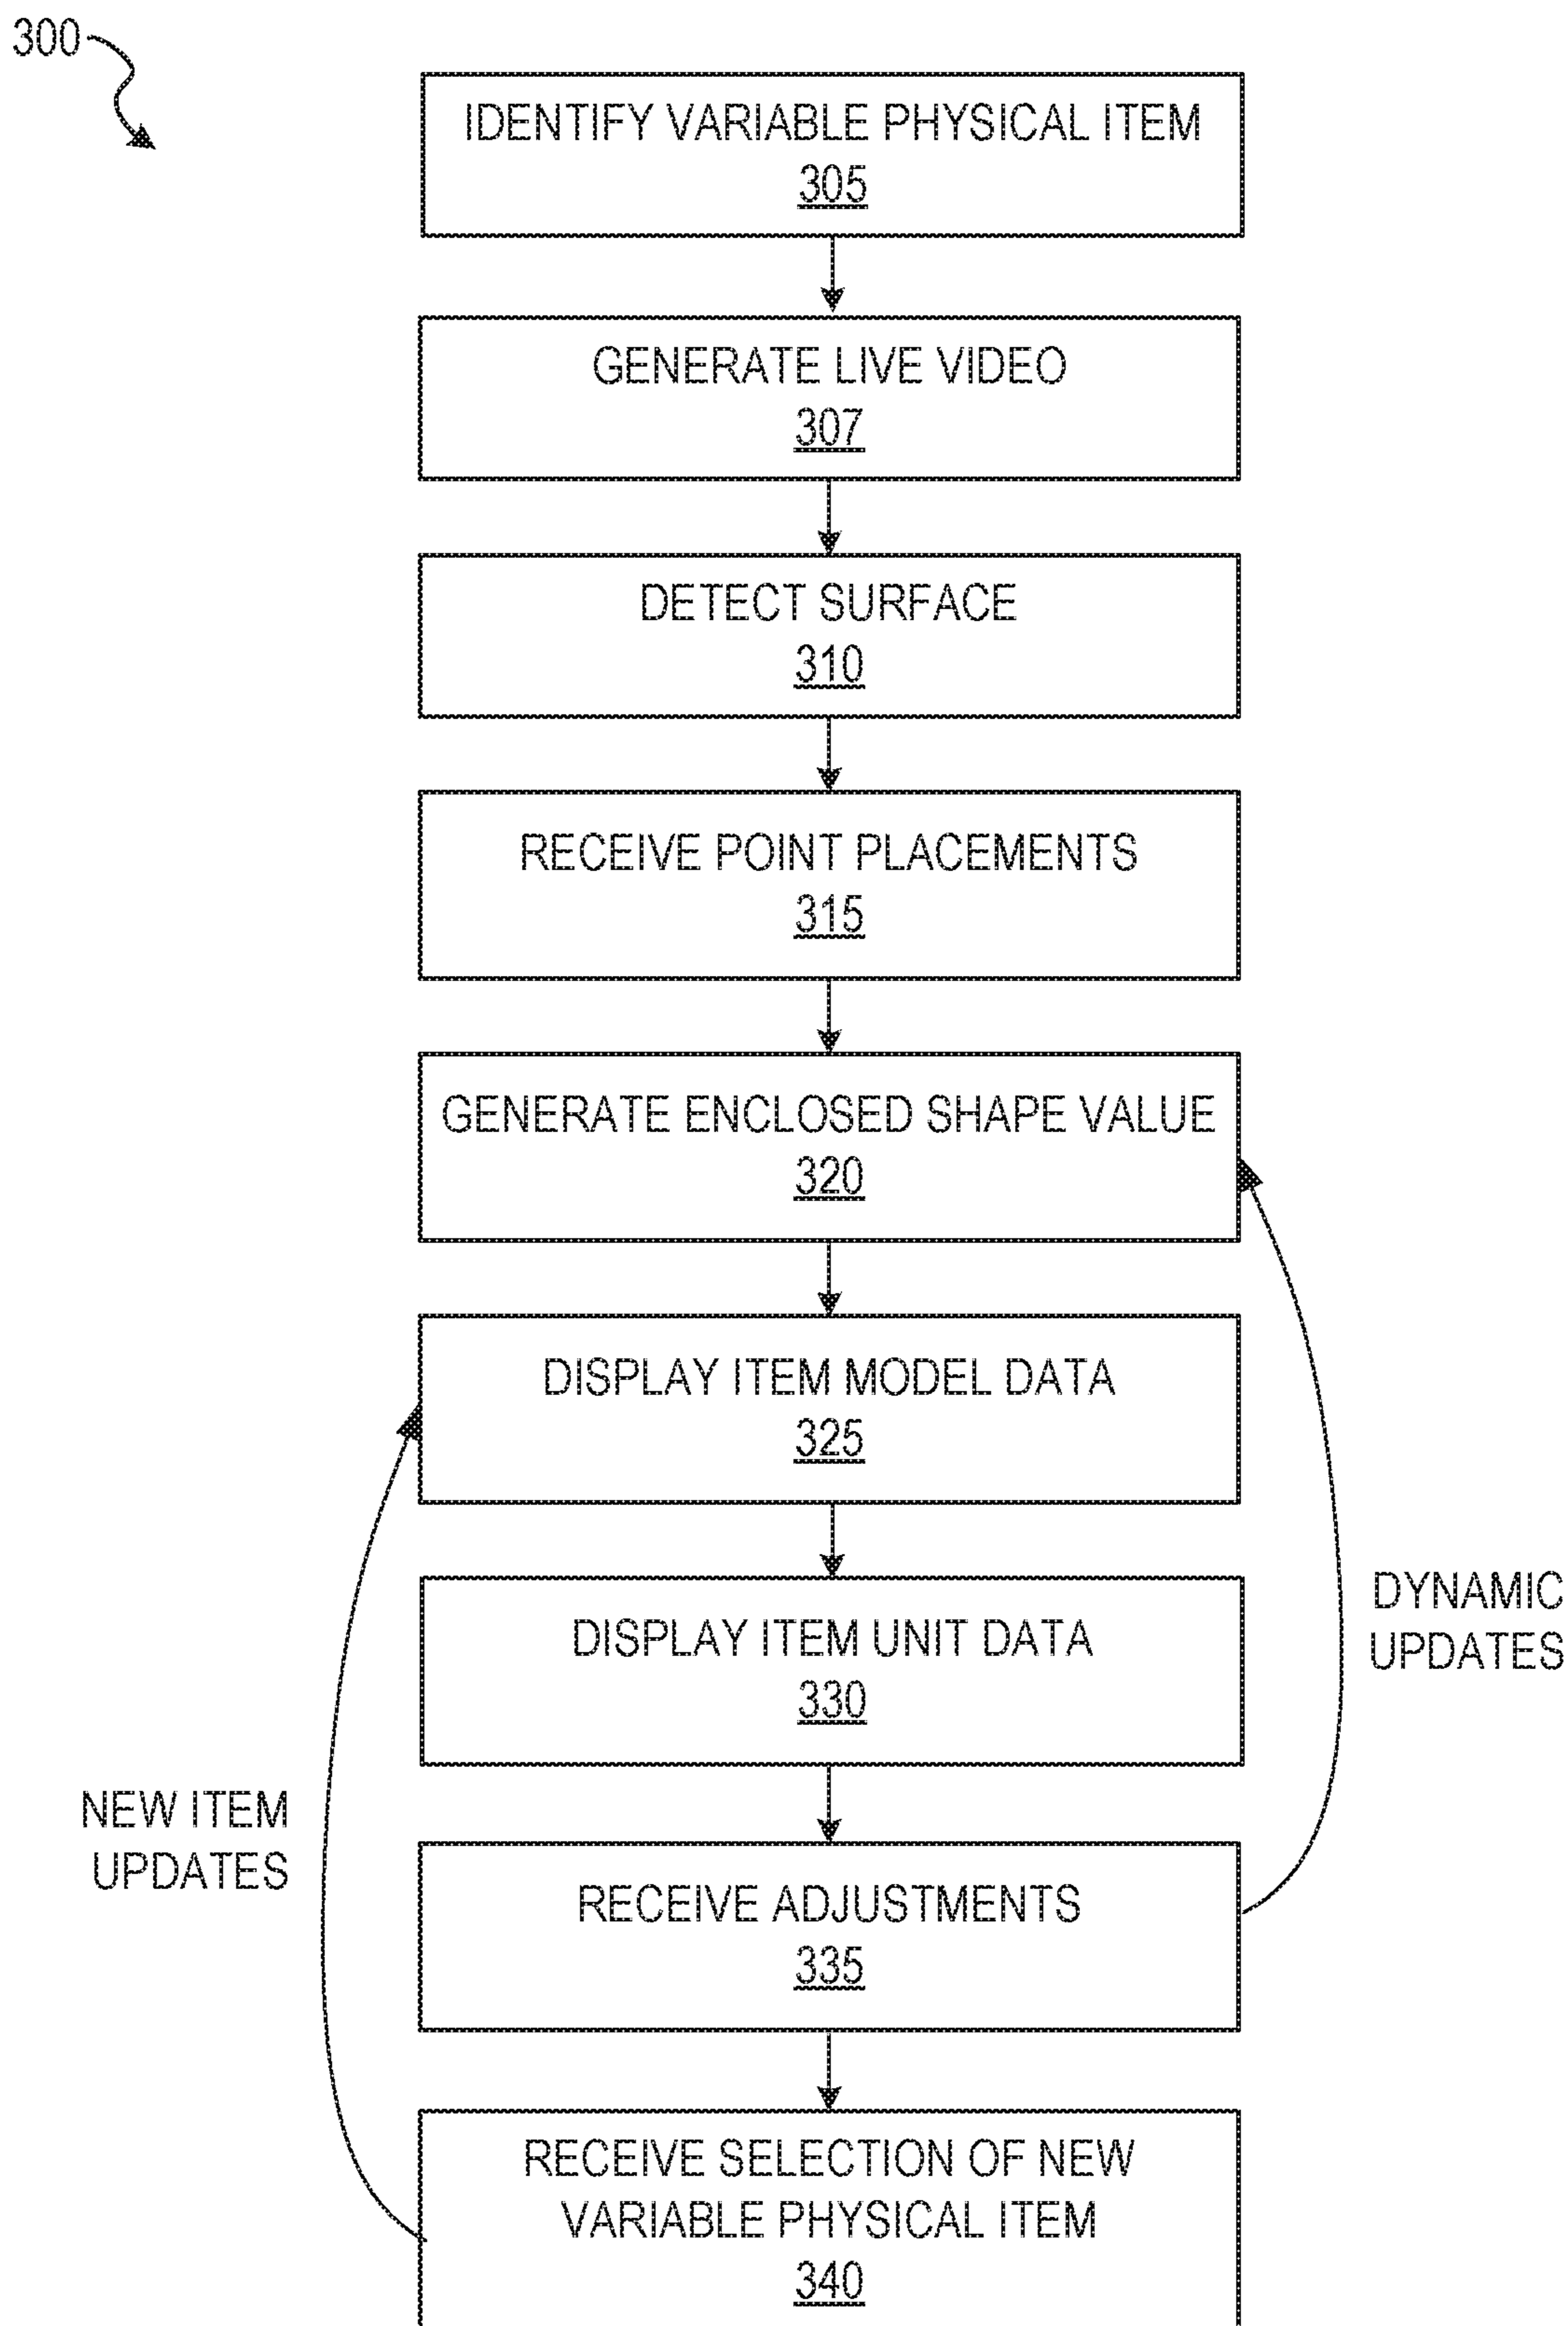 300
IDENTIFY VARIABLE PHYSICAL ITEM
305
GENERATE LIVE VIDEO
307
DETECT SURFACE
310
RECEIVE POINT PLACEMENTS
315
GENERATE ENCLOSED SHAPE VALUE
320
DISPLAY ITEM MODEL DATA
325
DISPLAY ITEM UNIT DATA
330
DYNAMIC
UPDATES
NEW ITEM
UPDATES
RECEIVE ADJUSTMENTS
335
RECEIVE SELECTION OF NEW
VARIABLE PHYSICAL ITEM
340